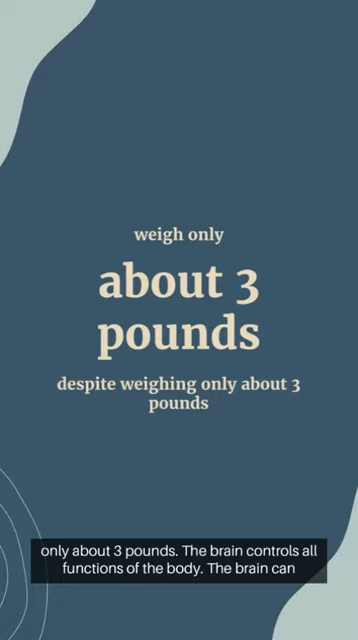 weigh only
about 3
pounds
despite weighing only about 3
pounds
only about 3 pounds. The brain controls all
functions of the body. The brain can